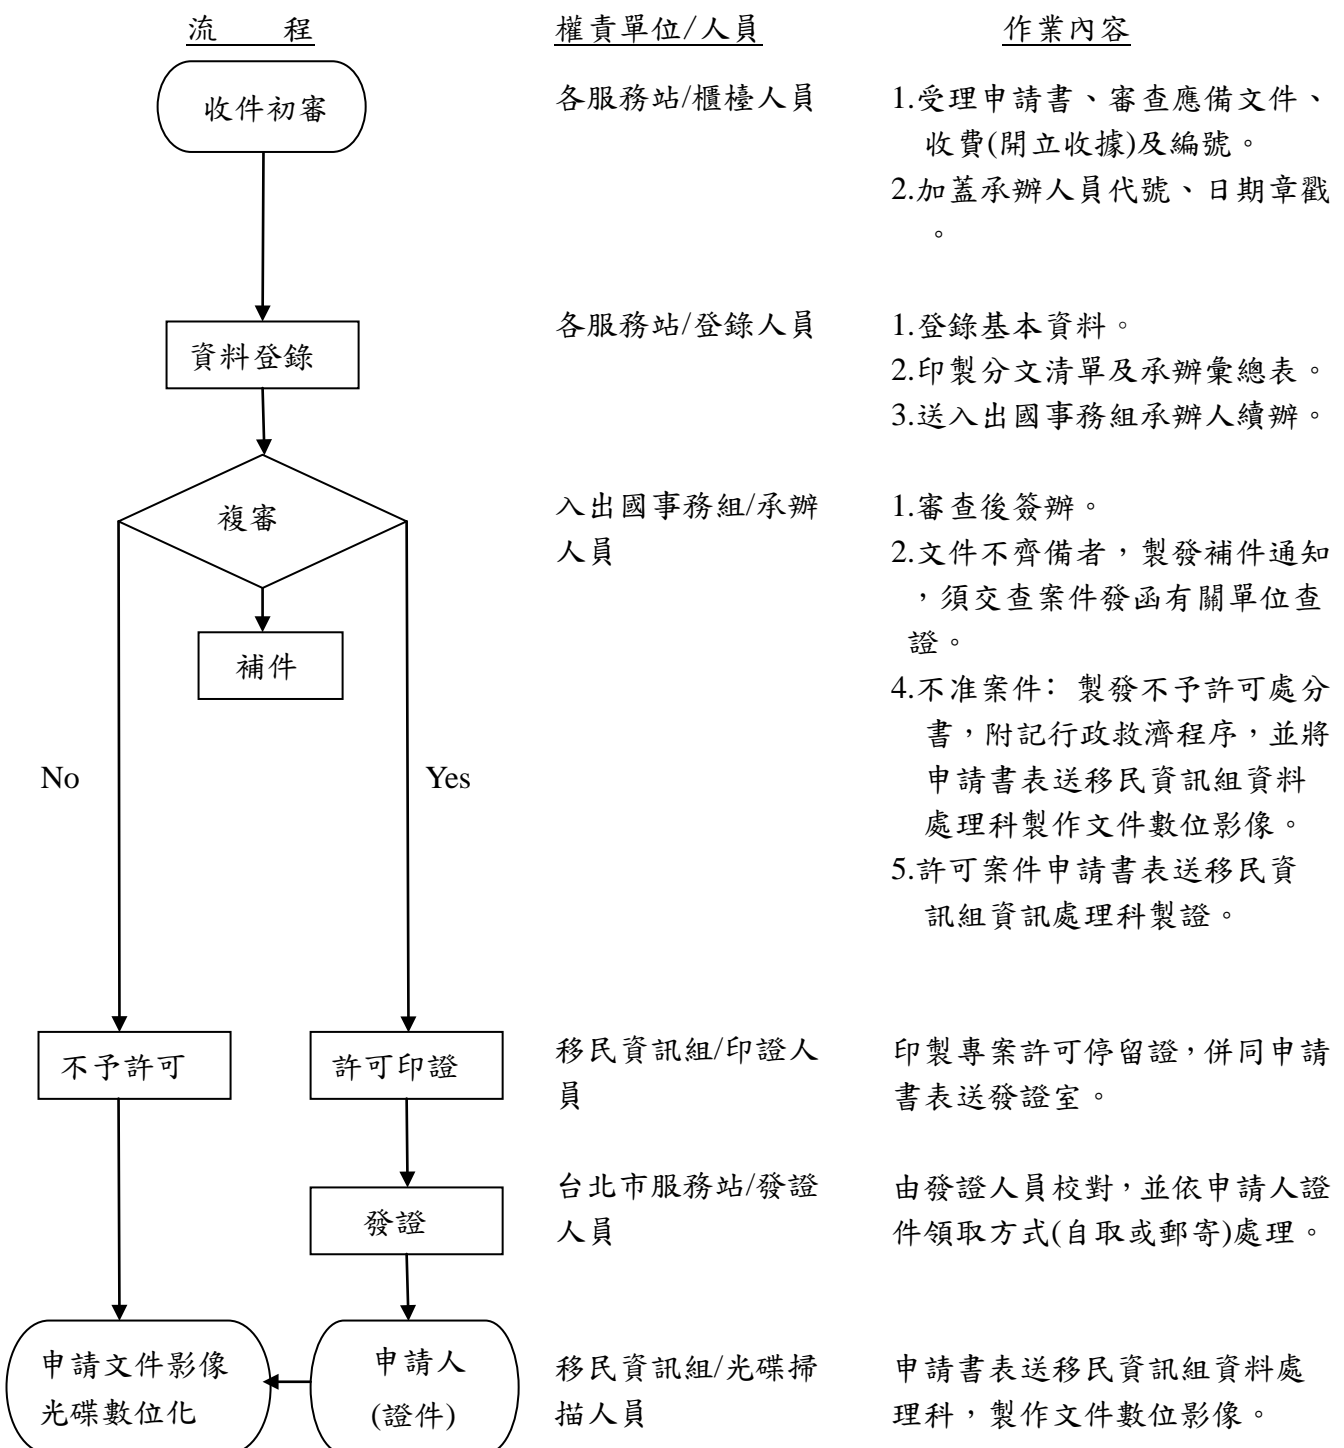 流　　程　權責單位/人員　作業內容
收件初審
各服務站/櫃檯人員
1.受理申請書、審查應備文件、
收費(開立收據)及編號。
2.加蓋承辦人員代號、日期章戳
。
資料登錄
各服務站/登錄人員
1.登錄基本資料。
2.印製分文清單及承辦彙總表。
3.送入出國事務組承辦人續辦。
複審
入出國事務組/承辦
人員
1.審查後簽辦。
2.文件不齊備者，製發補件通知
，須交查案件發函有關單位查
證。
4.不准案件：製發不予許可處分
書，附記行政救濟程序，並將
申請書表送移民資訊組資料
處理科製作文件數位影像。
5.許可案件申請書表送移民資
訊組資訊處理科製證。
補件
No
Yes
不予許可
許可印證
移民資訊組/印證人
員
印製專案許可停留證，併同申請
書表送發證室。
發證
台北市服務站/發證
人員
由發證人員校對，並依申請人證
件領取方式(自取或郵寄)處理。
申請文件影像
光碟數位化
申請人
(證件)
移民資訊組/光碟掃
描人員
申請書表送移民資訊組資料處
理科，製作文件數位影像。